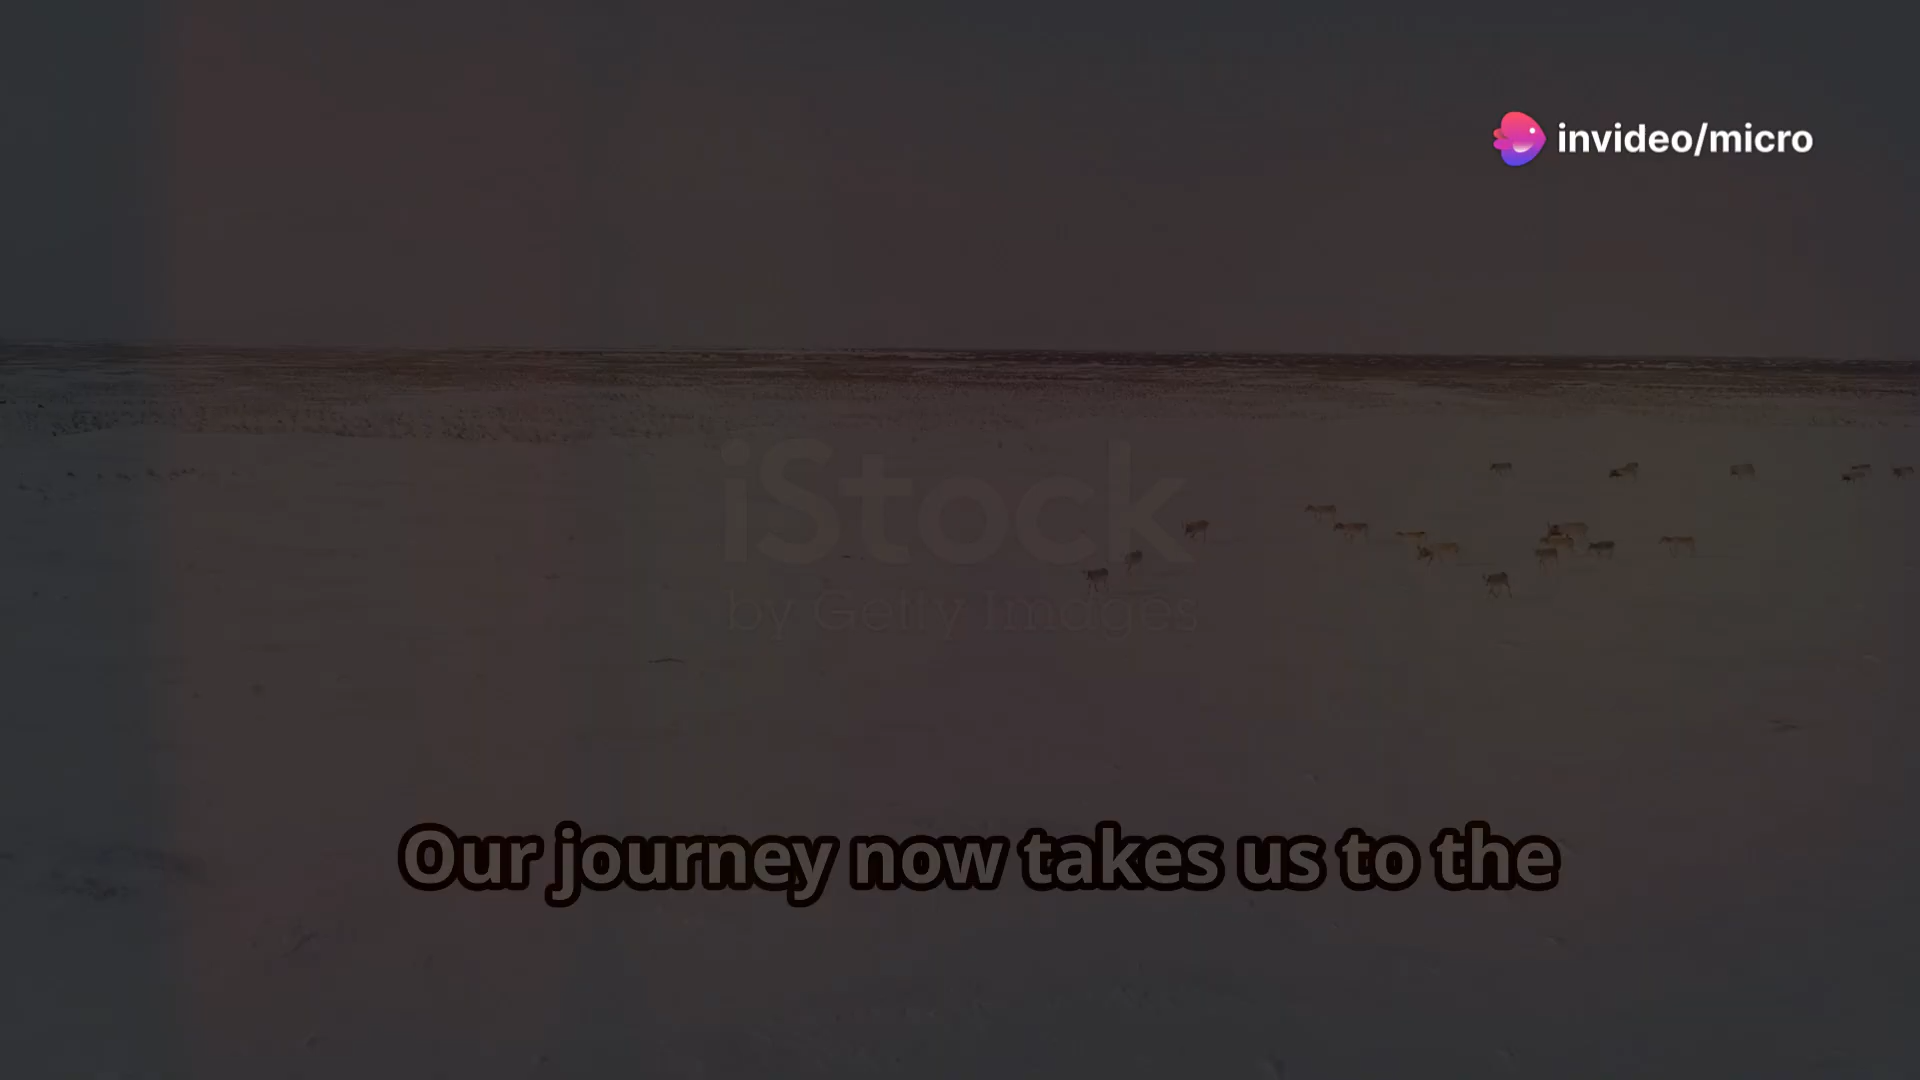 invideo/micro
iStock
by Getty Images
Our journey now takes us to the